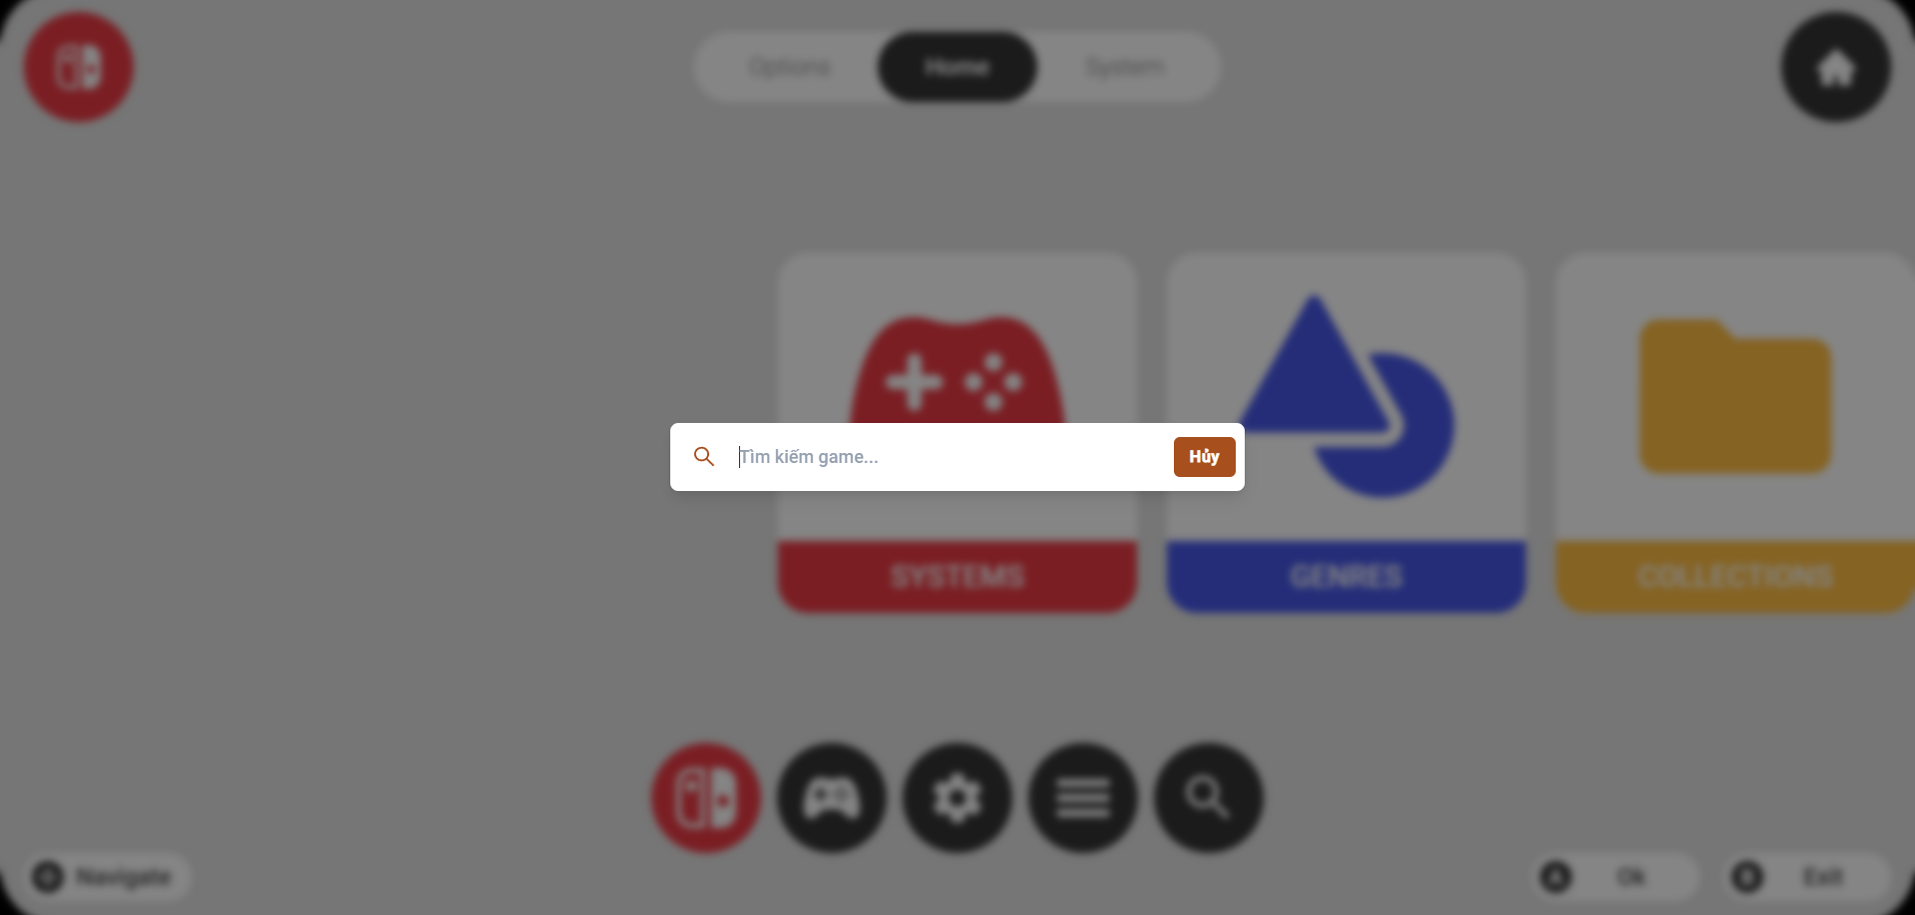 Options Home System
Tìm kiếm game... Hủy
SYSTEMS GENRES COLLECTIONS
Navigate Ok Exit